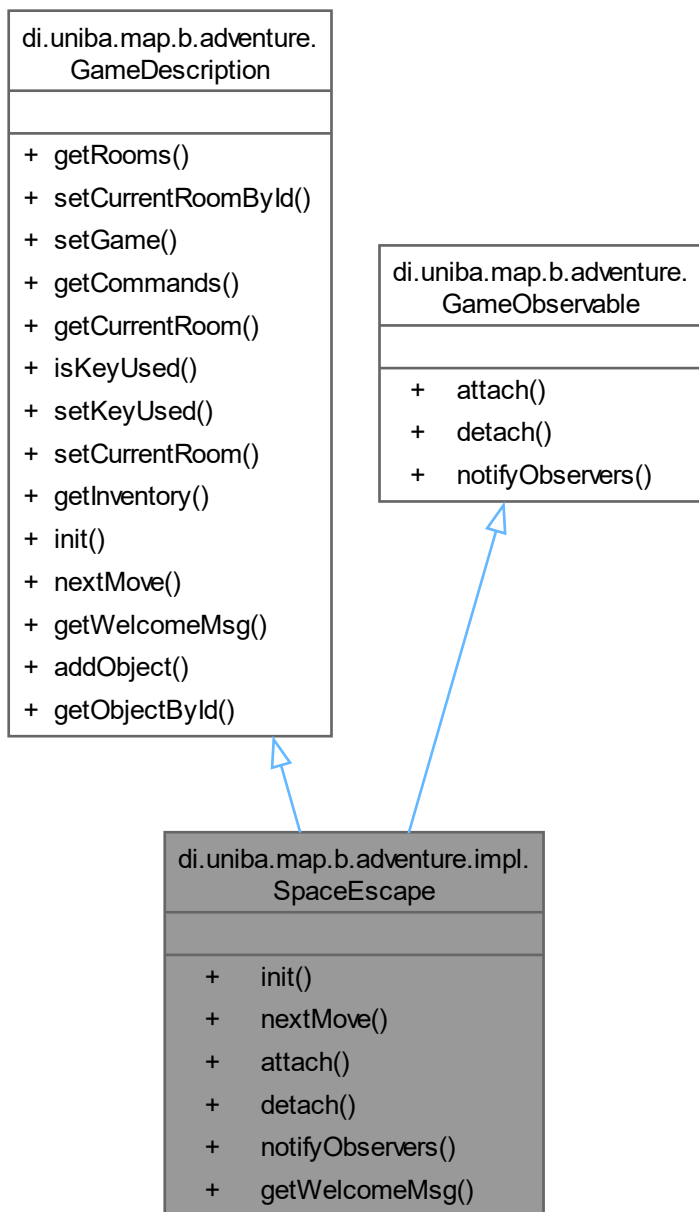 di.uniba.map.b.adventure.
GameDescription
+ getRooms()
+ setCurrentRoomById()
+ setGame()
+ getCommands()
+ getCurrentRoom()
+ isKeyUsed()
+ setKeyUsed()
+ setCurrentRoom()
+ getInventory()
+ init()
+ nextMove()
+ getWelcomeMsg()
+ addObject()
+ getObjectById()
di.uniba.map.b.adventure.
GameObservable
+ attach()
+ detach()
+ notifyObservers()
di.uniba.map.b.adventure.impl.
SpaceEscape
+ init()
+ nextMove()
+ attach()
+ detach()
+ notifyObservers()
+ getWelcomeMsg()